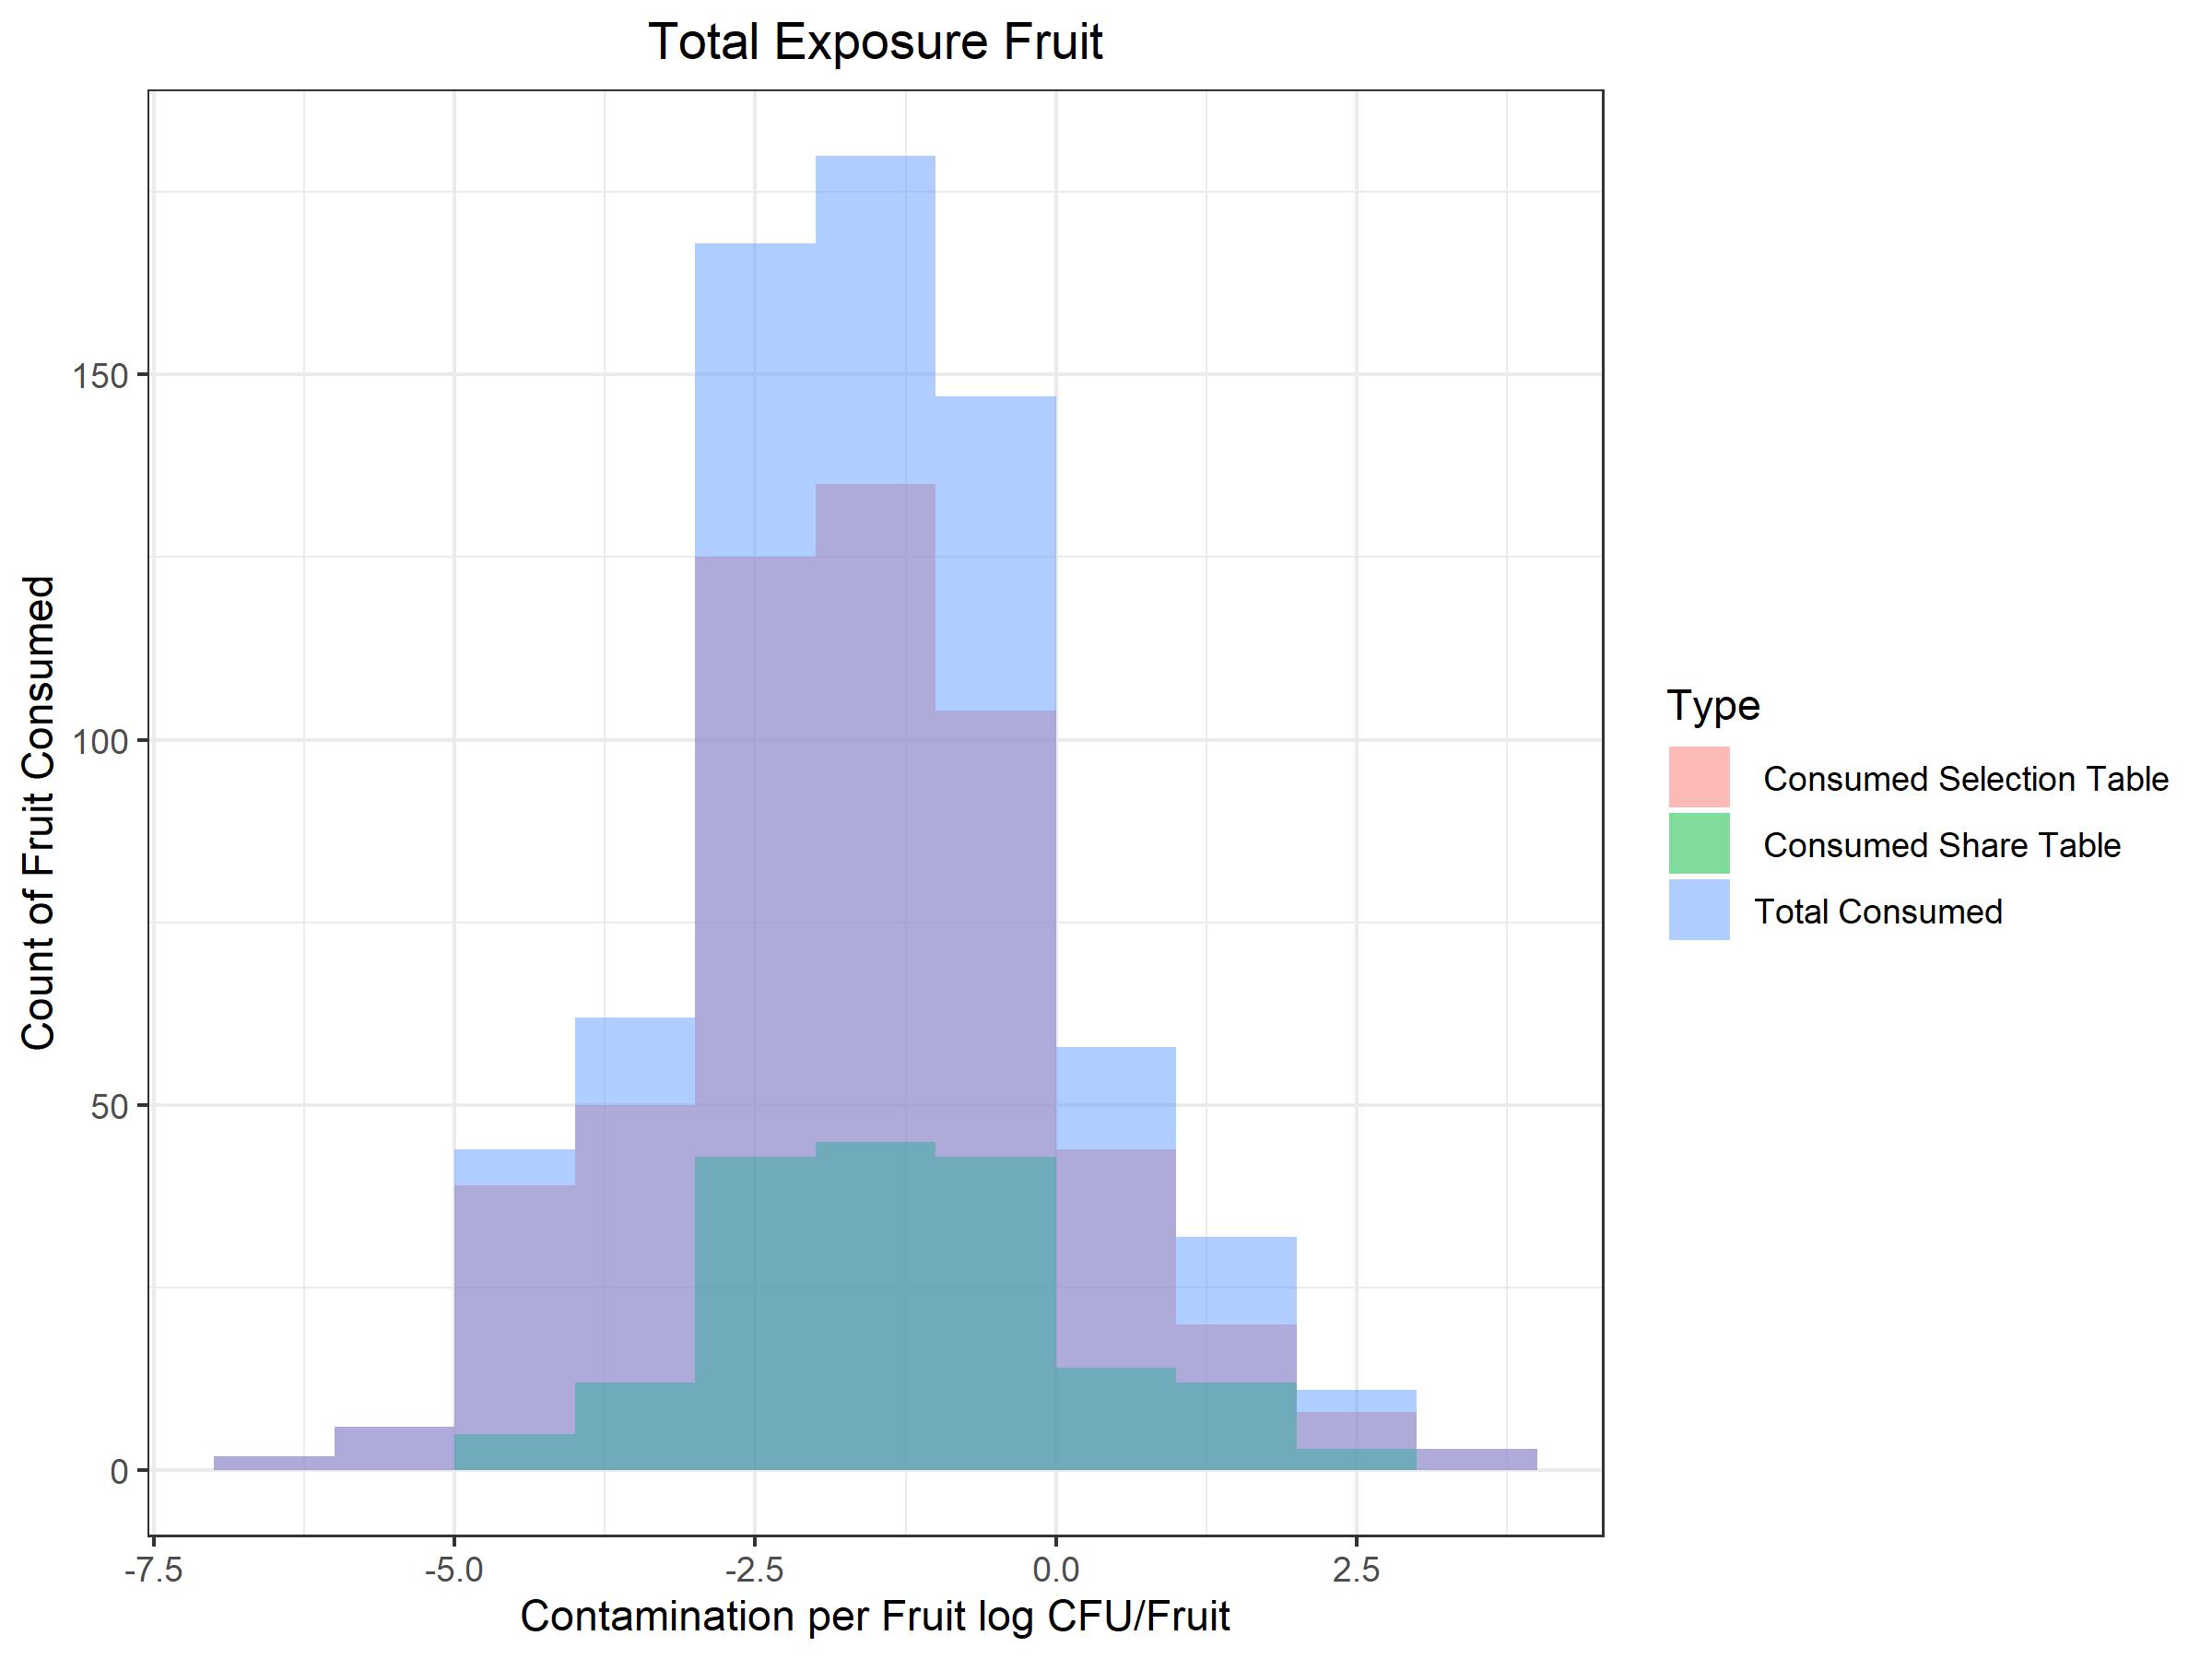 Total Exposure Fruit
Count of Fruit Consumed
150
100
50
0
-7.5
-5.0
-2.5
0.0
2.5
Contamination per Fruit log CFU/Fruit
Type
Consumed Selection Table
Consumed Share Table
Total Consumed